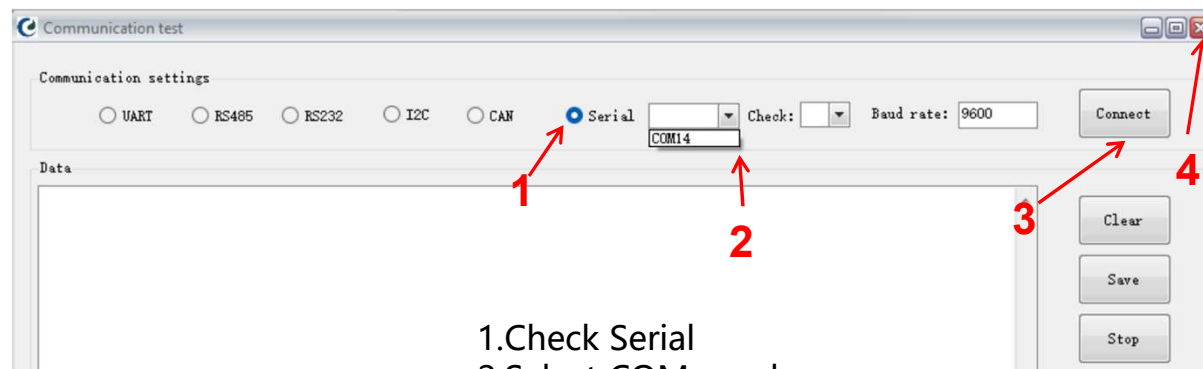 Communication test
Communication settings
UART RS485 RS232 I2C CAN Serial Check: Baud rate: 9600 Connect
COM14
Data
1
2
3
4
Clear
Save
Stop
1.Check Serial